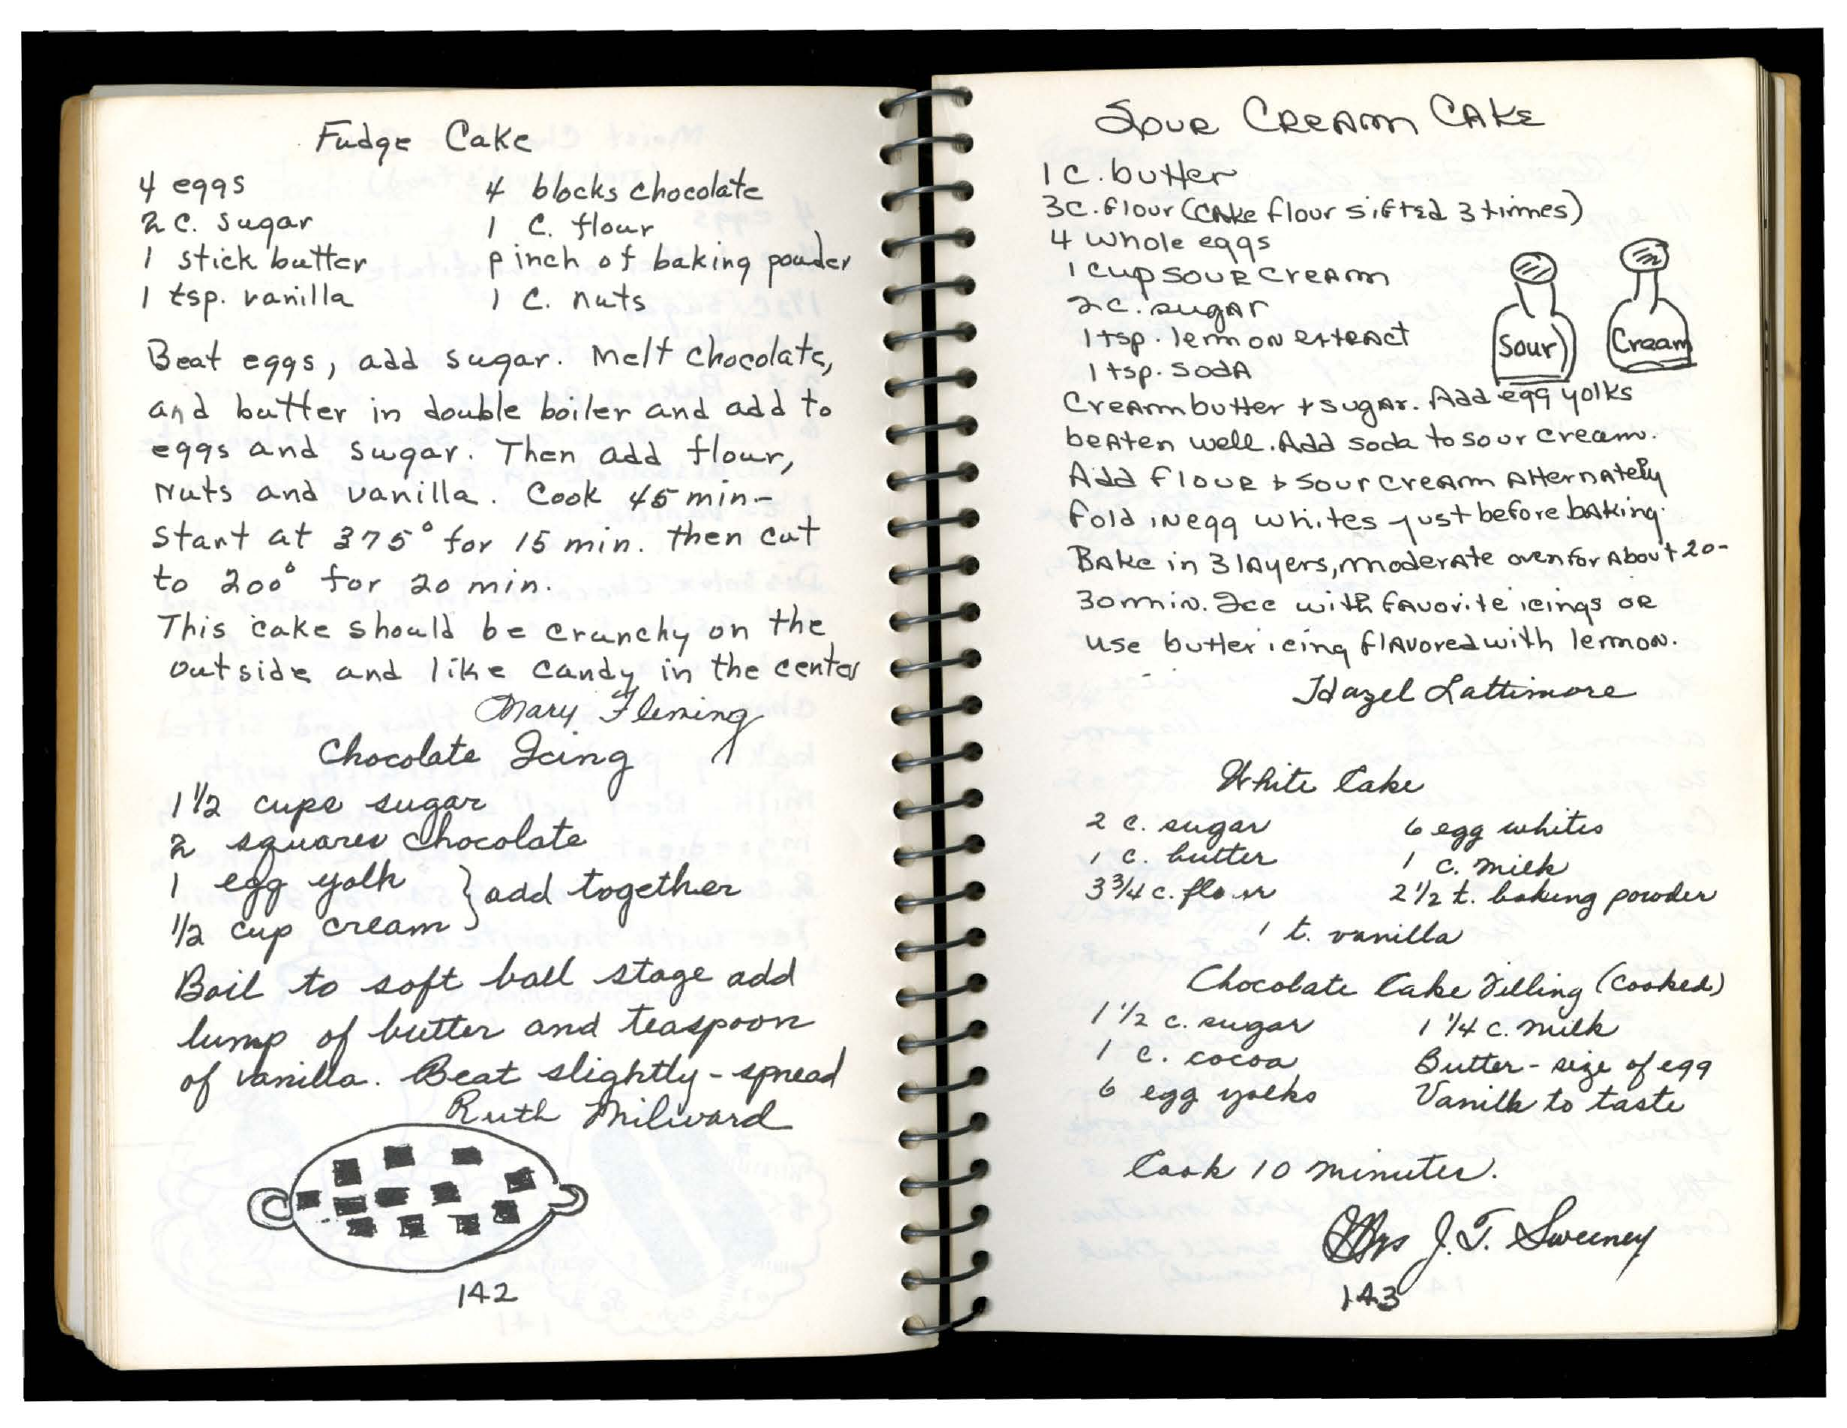 Fudge Cake
4 eggs 4 blocks chocolate
2 c. sugar 1 c. flour
1 stick butter pinch of baking powder
1 tsp. vanilla 1 c. nuts
Beat eggs, add sugar. Melt chocolate,
and butter in double boiler and add to
eggs and sugar. Then add flour,
nuts and vanilla. Cook 45 min-
start at 375° for 15 min. then cut
to 200° for 20 min.
This cake should be crunchy on the
outside and like candy in the center
Mary Fleming
Chocolate Icing
1 1/2 cups sugar
2 squares chocolate
1 egg yolk } add together
1/2 cup cream
Boil to soft ball stage add
lump of butter and teaspoon
of vanilla. Beat slightly - spread
Ruth Milward
142
Sour Cream Cake
1 c. butter
3 c. flour (cake flour sifted 3 times)
4 whole eggs
1 cup sour cream
2 c. sugar
1 tsp. lemon extract
1 tsp. soda
Sour Cream
Cream butter + sugar. Add egg yolks
beaten well. Add soda to sour cream.
Add flour & sour cream alternately
fold in egg whites just before baking.
Bake in 3 layers, moderate oven for about 20-
30 min. Ice with favorite icings or
use butter icing flavored with lemon.
Hazel Lattimore
White Cake
2 c. sugar 6 egg whites
1 c. butter 1 c. milk
3 3/4 c. flour 2 1/2 t. baking powder
1 t. vanilla
Chocolate Cake Filling (cooked)
1 1/2 c. sugar 1 1/4 c. milk
1 c. cocoa Butter - size of egg
6 egg yolks Vanilla to taste
Cook 10 minutes.
Mrs J. T. Sweeney
143